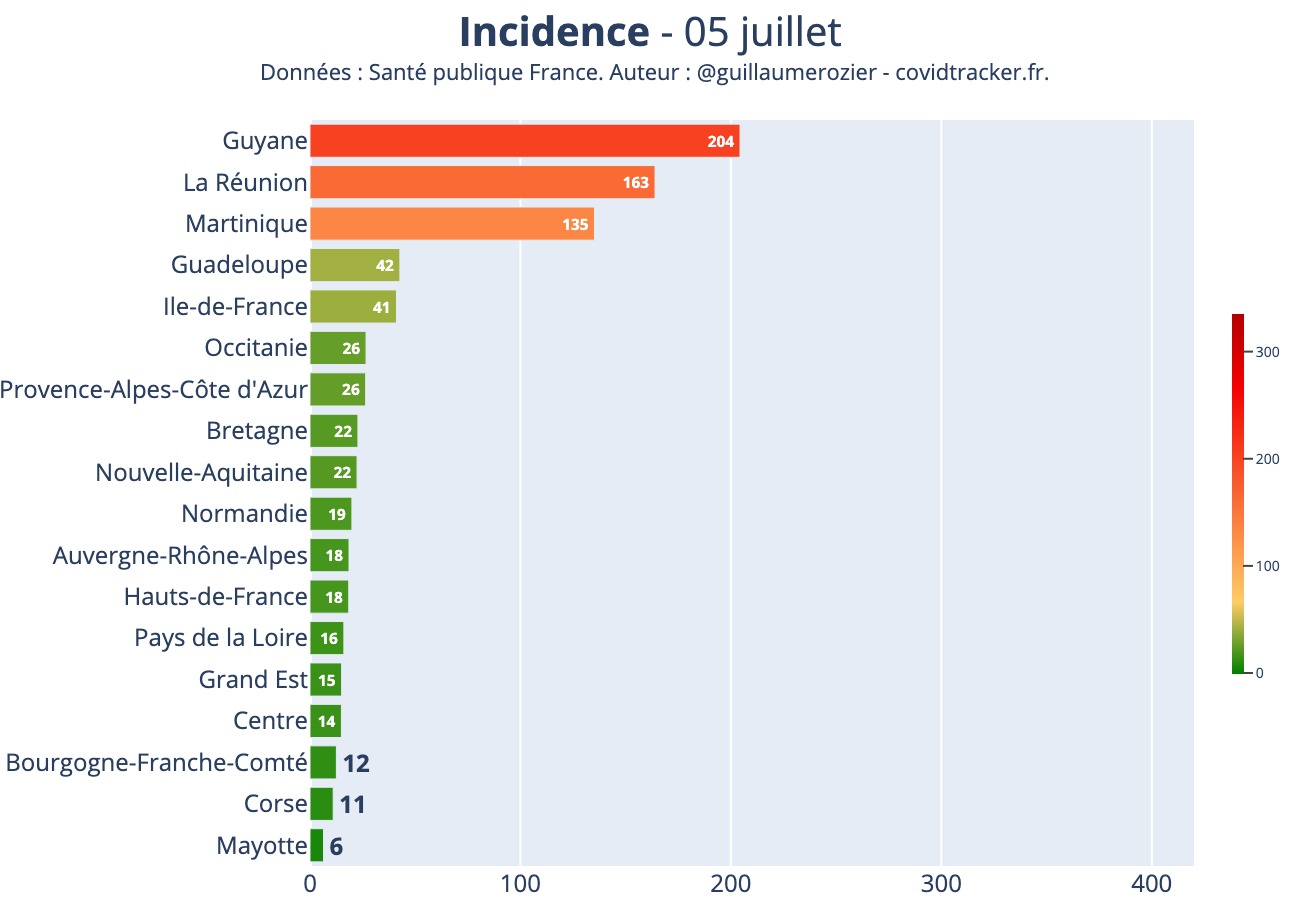 Incidence - 05 juillet
Données : Santé publique France. Auteur : @guillaumerozier - covidtracker.fr.
Guyane 204
La Réunion 163
Martinique 135
Guadeloupe 42
Ile-de-France 41
Occitanie 26
Provence-Alpes-Côte d'Azur 26
Bretagne 22
Nouvelle-Aquitaine 22
Normandie 19
Auvergne-Rhône-Alpes 18
Hauts-de-France 18
Pays de la Loire 16
Grand Est 15
Centre 14
Bourgogne-Franche-Comté 12
Corse 11
Mayotte 6
0 100 200 300 400
300
200
100
0